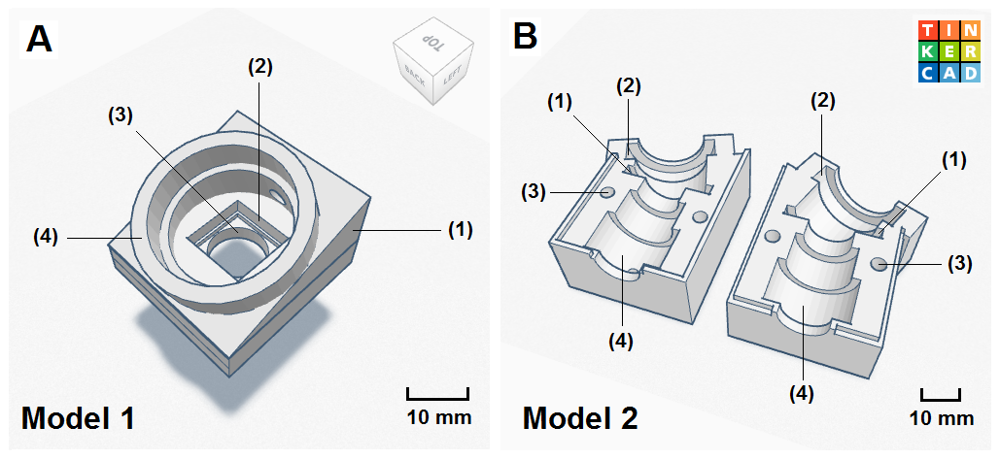 A
TOP
BACK
LEFT
(2)
(3)
(4)
(1)
Model 1
10 mm
B
TIN
KER
CAD
(1)
(2)
(2)
(1)
(3)
(3)
(4)
(4)
Model 2
10 mm